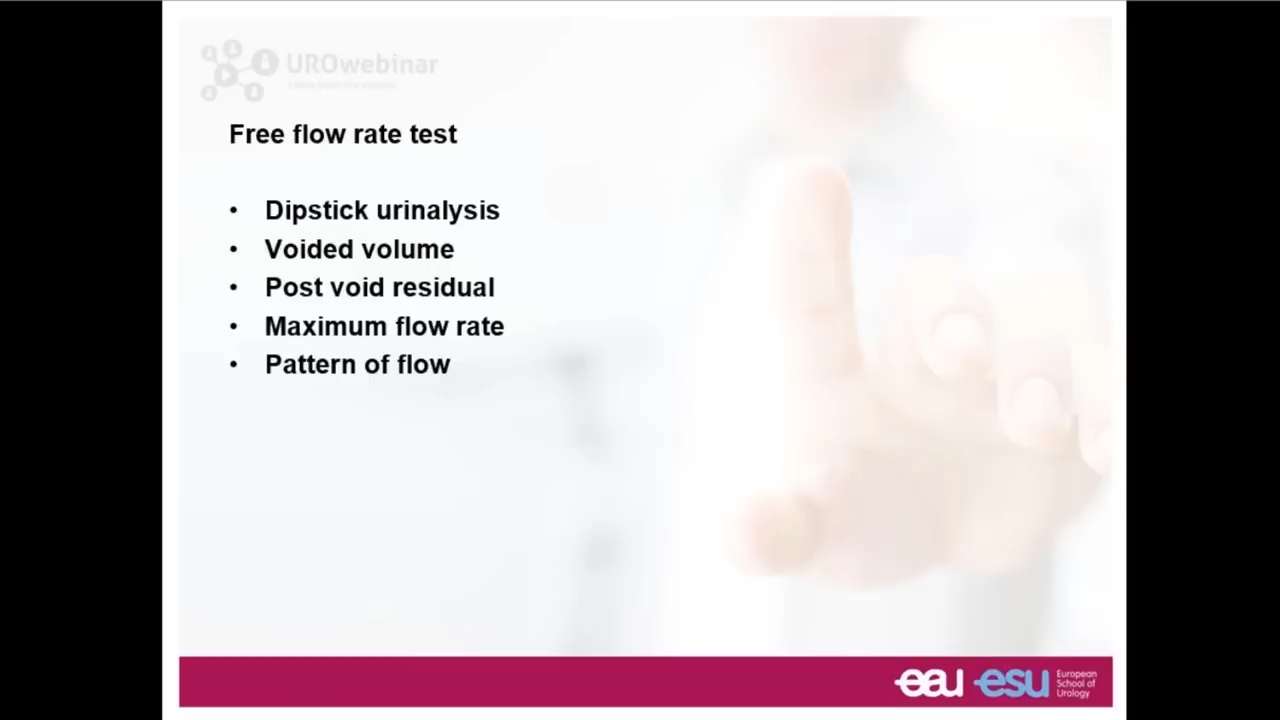 UROwebinar
Free flow rate test
• Dipstick urinalysis
• Voided volume
• Post void residual
• Maximum flow rate
• Pattern of flow
eau esu European
School of
Urology